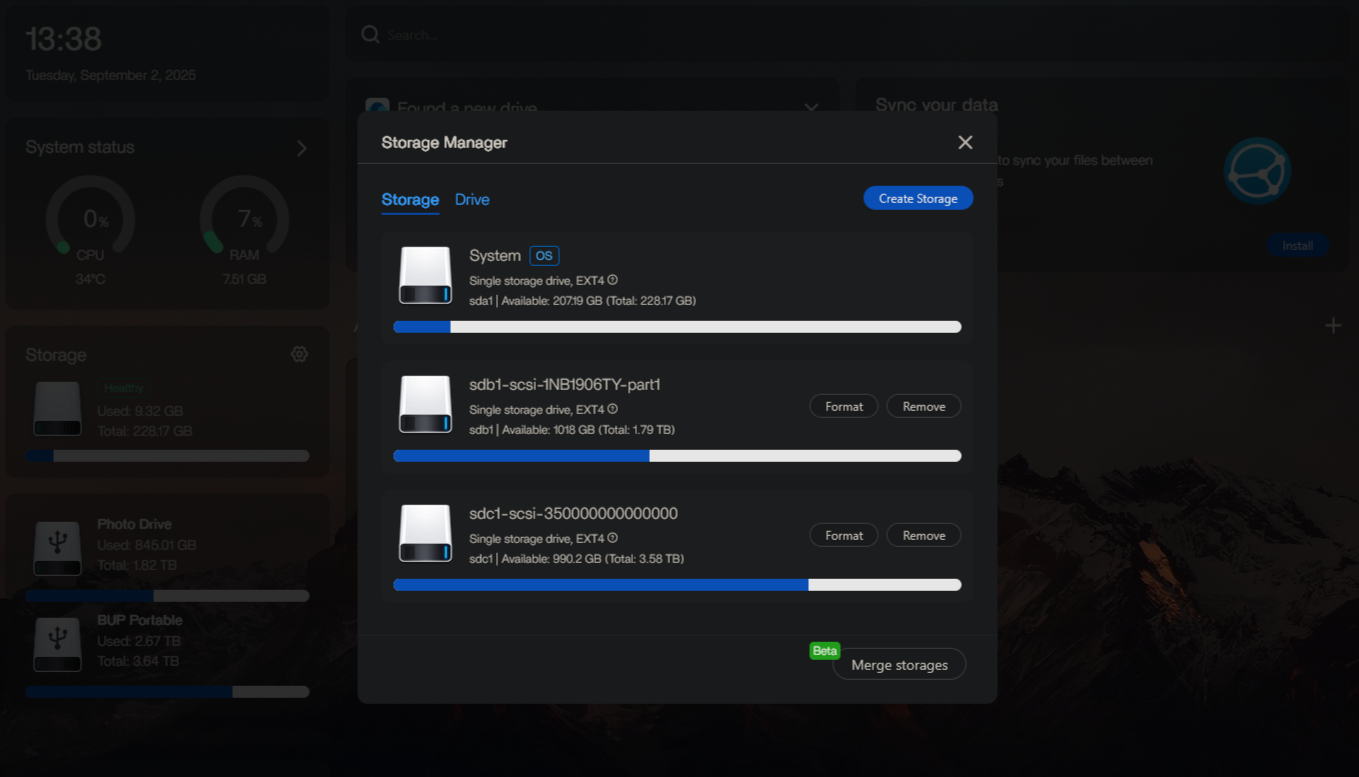 13:38
Tuesday, September 2, 2025
Search...
Found a new drive
Sync your data
to sync your files between
s
Install
System status
0%
CPU
34°C
7%
RAM
7.51 GB
Storage
Healthy
Used: 9.32 GB
Total: 228.17 GB
Photo Drive
Used: 845.01 GB
Total: 1.82 TB
BUP Portable
Used: 2.67 TB
Total: 3.64 TB
Storage Manager
Storage
Drive
Create Storage
System OS
Single storage drive, EXT4
sda1 | Available: 207.19 GB (Total: 228.17 GB)
sdb1-scsi-1NB1906TY-part1
Single storage drive, EXT4
sdb1 | Available: 1018 GB (Total: 1.79 TB)
Format
Remove
sdc1-scsi-350000000000000
Single storage drive, EXT4
sdc1 | Available: 990.2 GB (Total: 3.58 TB)
Format
Remove
Beta
Merge storages